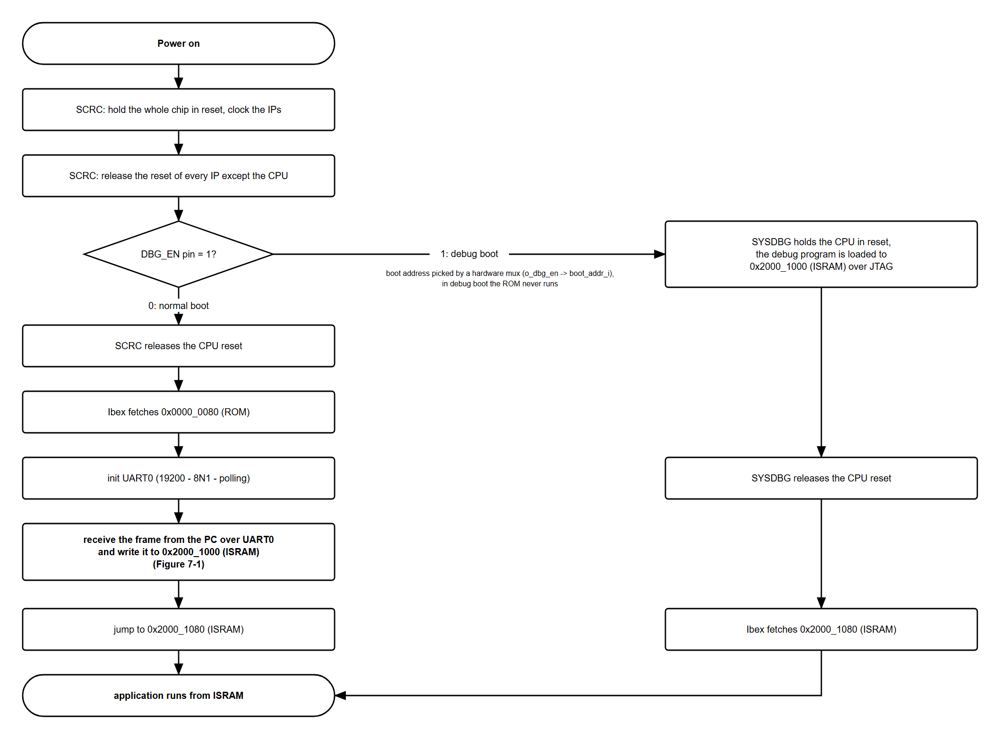 Power on
SCRC: hold the whole chip in reset, clock the IPs
SCRC: release the reset of every IP except the CPU
DBG_EN pin = 1?
1: debug boot
boot address picked by a hardware mux (o_dbg_en -> boot_addr_i),
in debug boot the ROM never runs
SYSDBG holds the CPU in reset,
the debug program is loaded to
0x2000_1000 (ISRAM) over JTAG
0: normal boot
SCRC releases the CPU reset
Ibex fetches 0x0000_0080 (ROM)
init UART0 (19200 - 8N1 - polling)
SYSDBG releases the CPU reset
receive the frame from the PC over UART0
and write it to 0x2000_1000 (ISRAM)
(Figure 7-1)
jump to 0x2000_1080 (ISRAM)
Ibex fetches 0x2000_1080 (ISRAM)
application runs from ISRAM